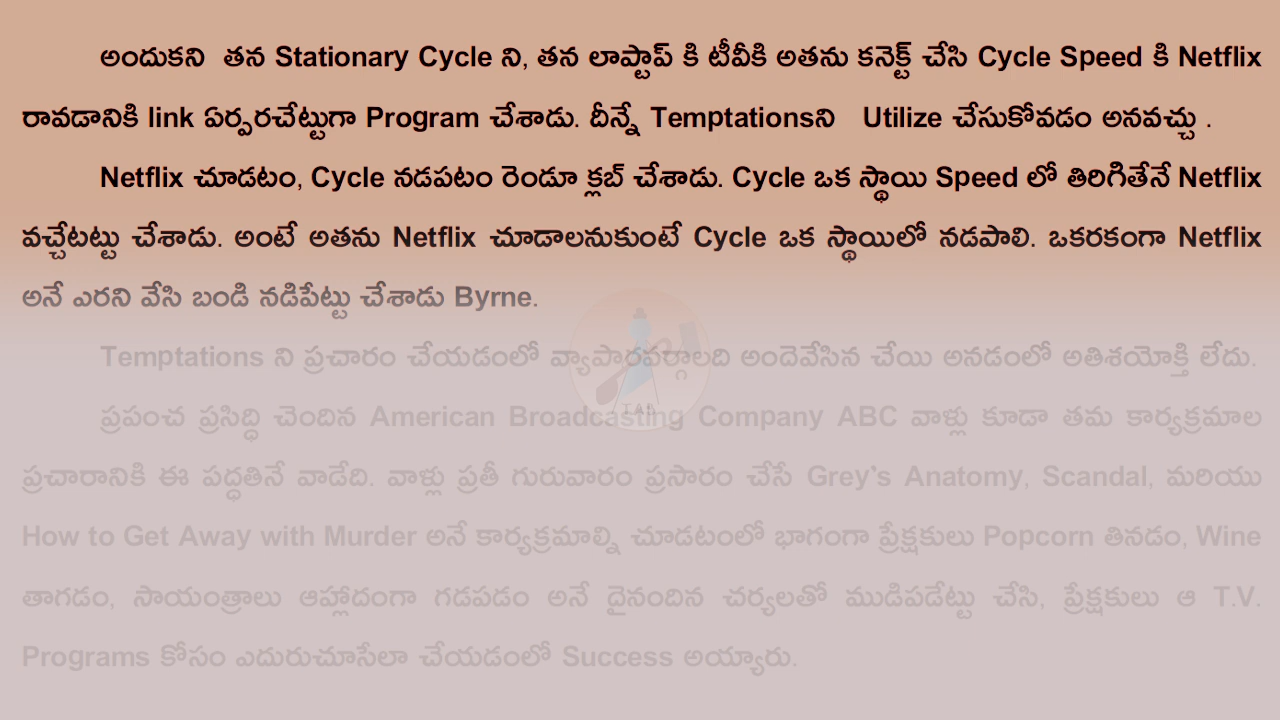 అందుకని తన Stationary Cycle ని, తన లాప్టాప్ కి టీవీకి అతను కనెక్ట్ చేసి Cycle Speed కి Netflix
రావడానికి link ఏర్పరచేట్టుగా Program చేశాడు. దీన్నే Temptationsని Utilize చేసుకోవడం అనవచ్చు .
Netflix చూడటం, Cycle నడపటం రెండూ క్లబ్ చేశాడు. Cycle ఒక స్థాయి Speed లో తిరిగితేనే Netflix
వచ్చేటట్టు చేశాడు. అంటే అతను Netflix చూడాలనుకుంటే Cycle ఒక స్థాయిలో నడపాలి. ఒకరకంగా Netflix
అనే ఎరని వేసి బండి నడిపేట్టు చేశాడు Byrne.
Temptations ని ప్రచారం చేయడంలో వ్యాపారవర్గాలది అందెవేసిన చేయి అనడంలో అతిశయోక్తి లేదు.
ప్రపంచ ప్రసిద్ధి చెందిన American Broadcasting Company ABC వాళ్లు కూడా తమ కార్యక్రమాల
ప్రచారానికి ఈ పద్ధతినే వాడేది. వాళ్లు ప్రతీ గురువారం ప్రసారం చేసే Grey's Anatomy, Scandal, మరియు
How to Get Away with Murder అనే కార్యక్రమాల్ని చూడటంలో భాగంగా ప్రేక్షకులు Popcorn తినడం, Wine
తాగడం, సాయంత్రాలు ఆహ్లాదంగా గడపడం అనే దైనందిన చర్యలతో ముడిపడేట్టు చేసి, ప్రేక్షకులు ఆ T.V.
Programs కోసం ఎదురుచూసేలా చేయడంలో Success అయ్యారు.